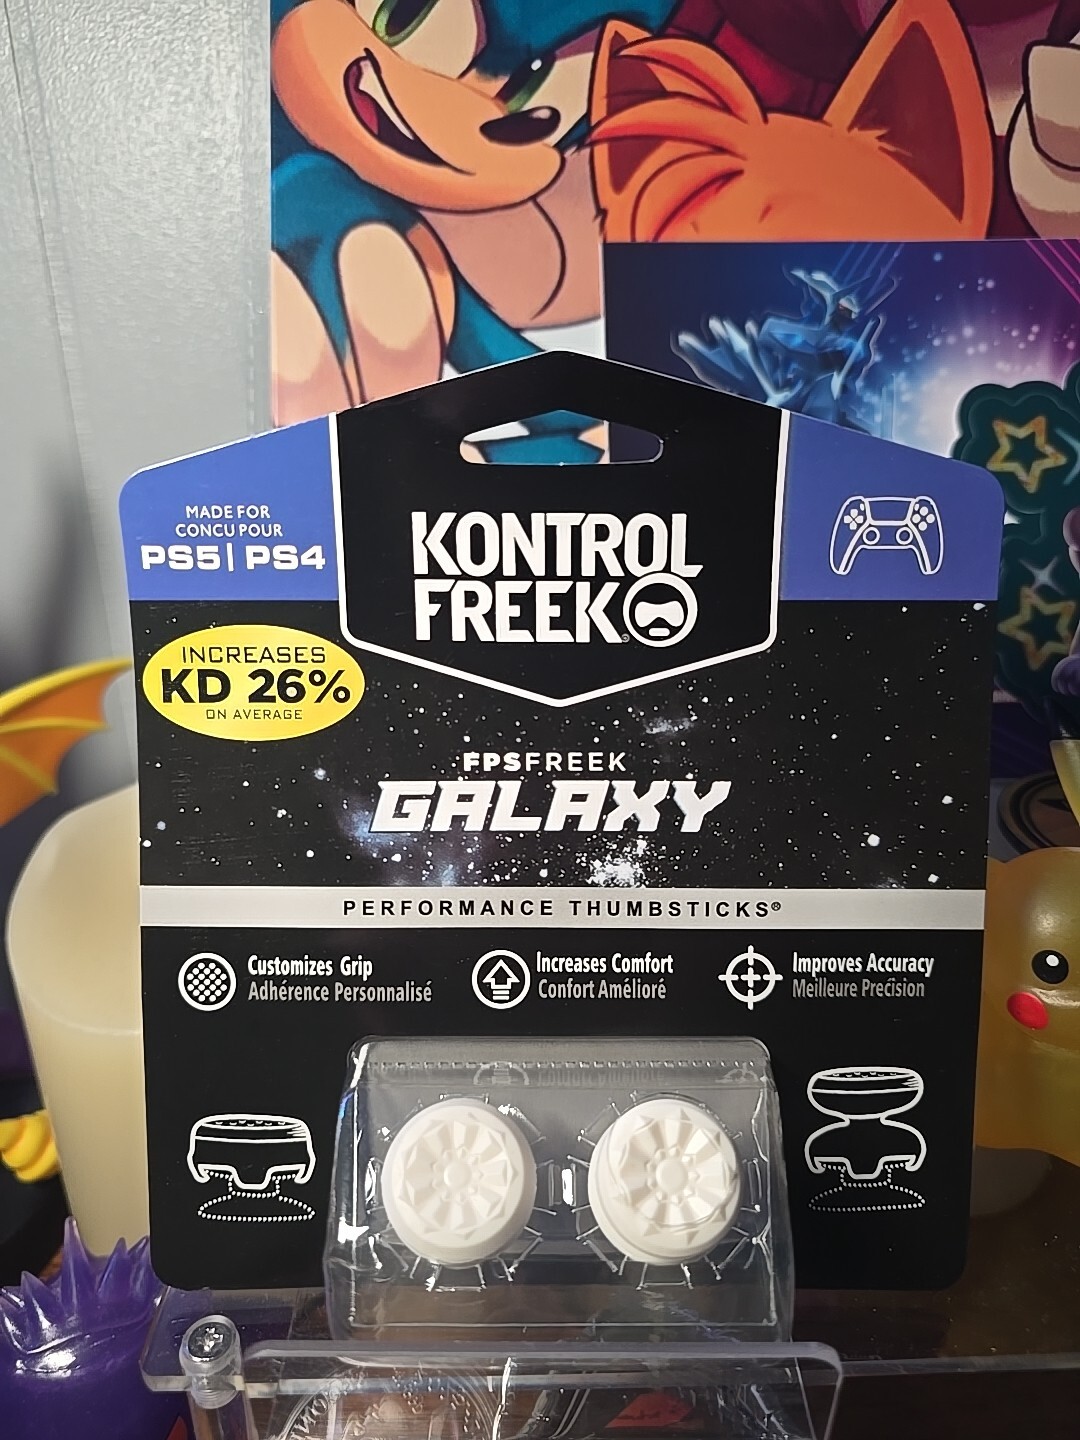 MADE FOR
CONCU POUR
PS5 | PS4
KONTROL
FREEK
INCREASES
KD 26%
ON AVERAGE
FPSFREEK
GALAXY
PERFORMANCE THUMBSTICKS®
Customizes Grip
Adhérence Personnalisé
Increases Comfort
Confort Amélioré
Improves Accuracy
Meilleure Precision